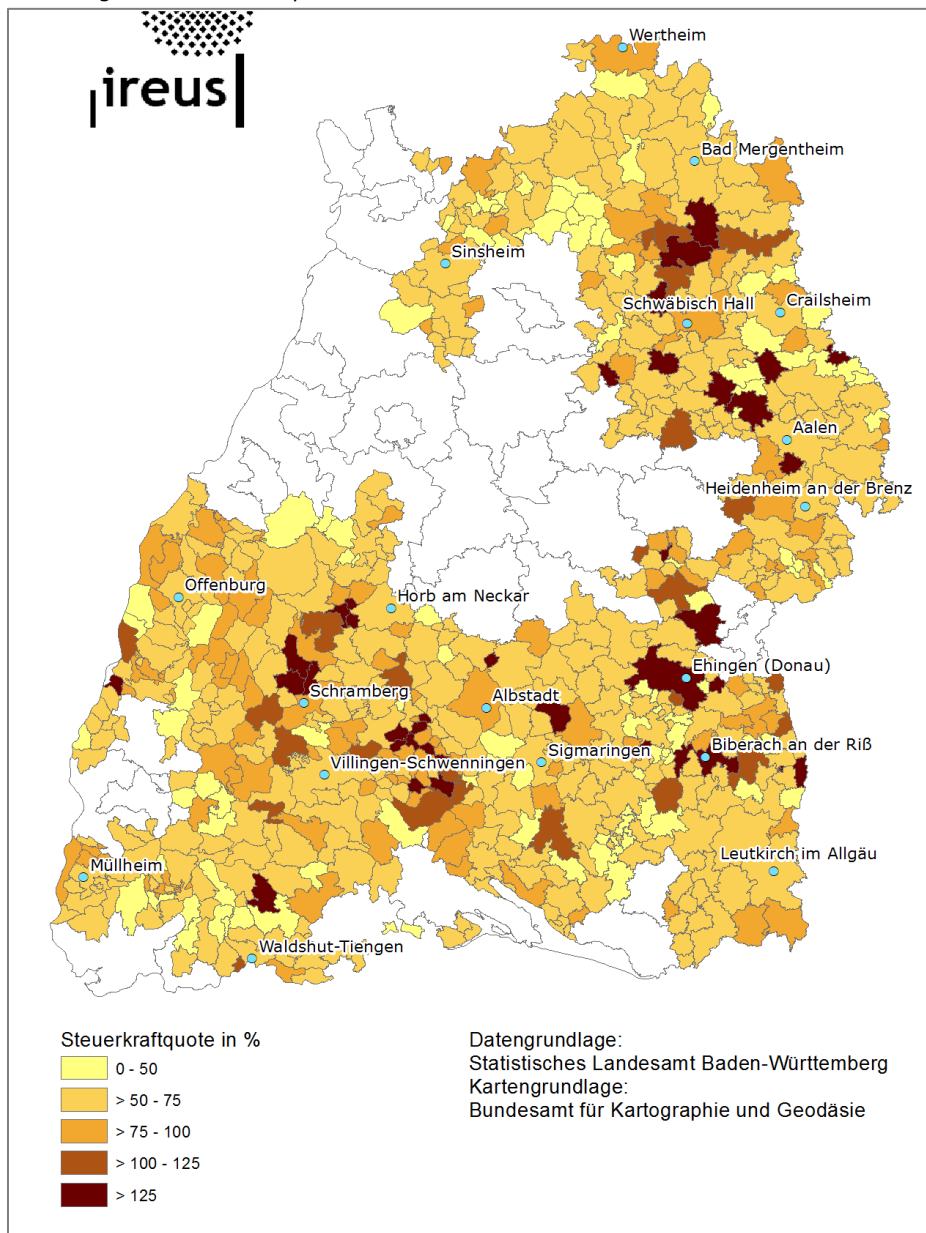 ireus
Wertheim
Bad Mergentheim
Sinsheim
Schwäbisch Hall
Crailsheim
Aalen
Heidenheim an der Brenz
Offenburg
Horb am Neckar
Ehingen (Donau)
Schramberg
Albstadt
Biberach an der Riß
Sigmaringen
Villingen-Schwenningen
Leutkirch im Allgäu
Müllheim
Waldshut-Tiengen
Steuerkraftquote in %
0 - 50
> 50 - 75
> 75 - 100
> 100 - 125
> 125
Datengrundlage:
Statistisches Landesamt Baden-Württemberg
Kartengrundlage:
Bundesamt für Kartographie und Geodäsie